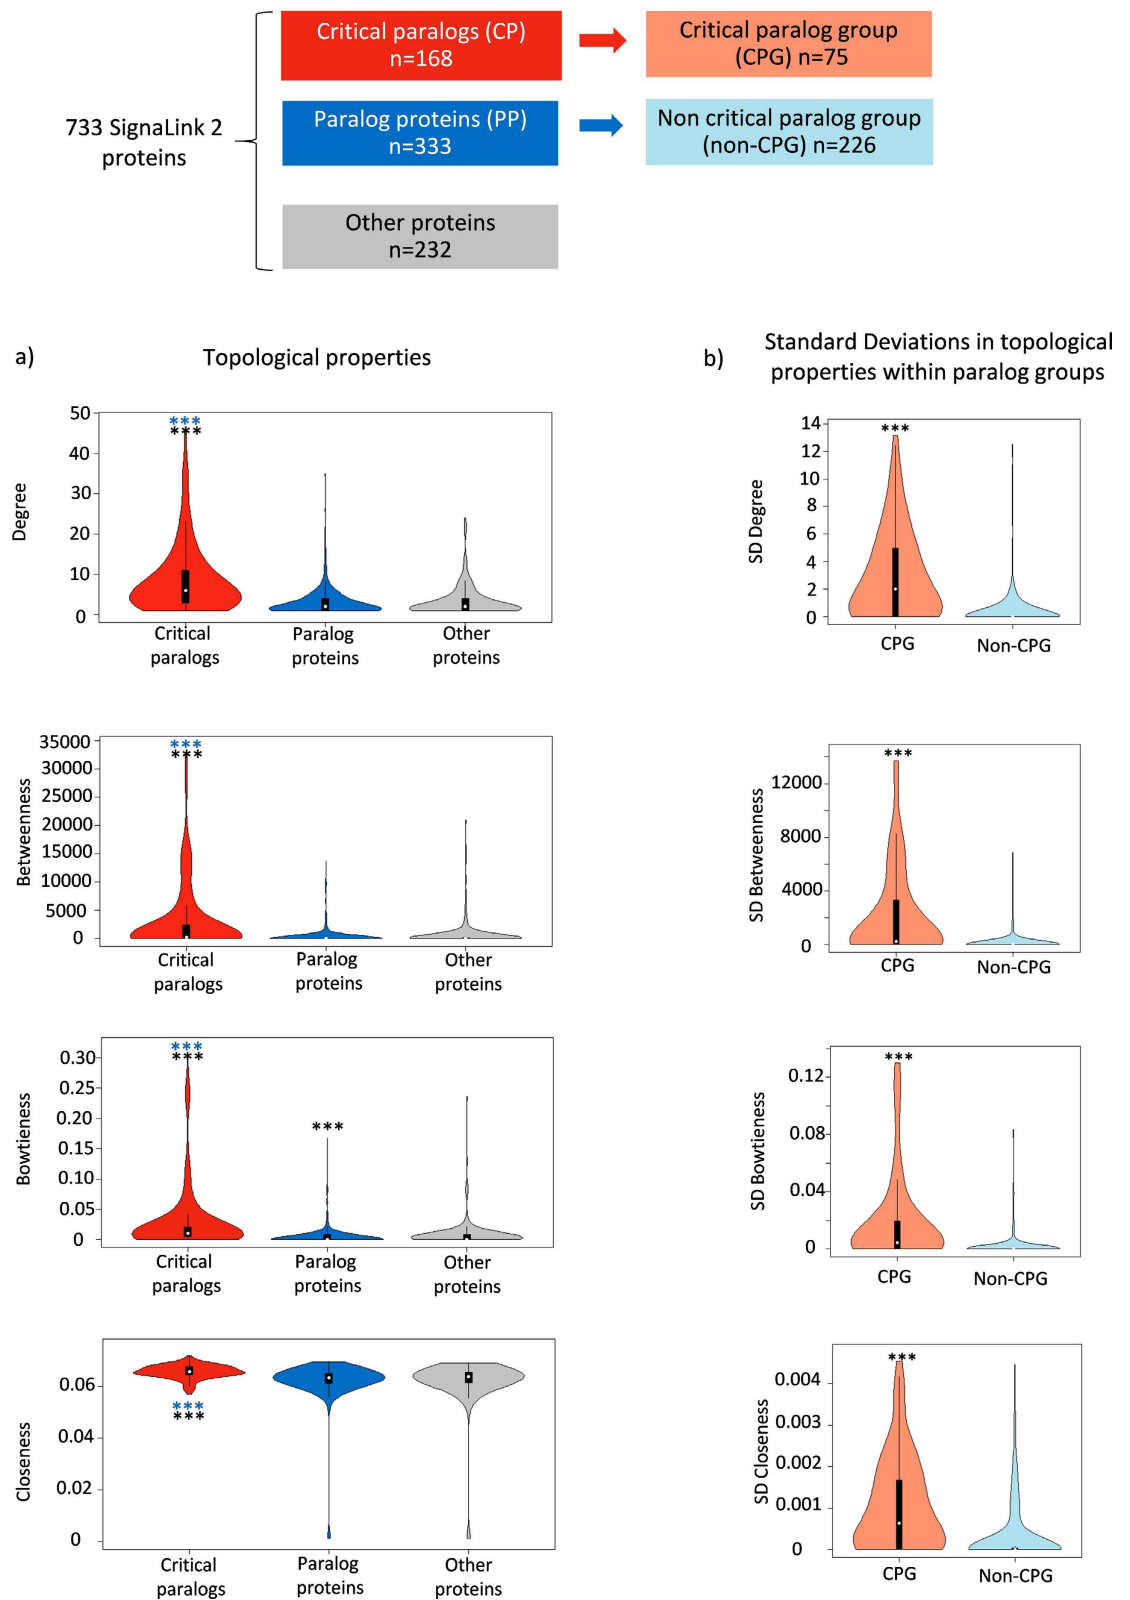 Critical paralogs (CP)
n=168
Critical paralog group
(CPG) n=75
733 SignaLink 2
proteins
Paralog proteins (PP)
n=333
Non critical paralog group
(non-CPG) n=226
Other proteins
n=232
a)
Topological properties
b)
Standard Deviations in topological
properties within paralog groups
Degree
50
40
30
20
10
0
***
***
Critical
paralogs
Paralog
proteins
Other
proteins
SD Degree
14
12
10
8
6
4
2
0
***
CPG
Non-CPG
Betweenness
35000
30000
25000
20000
15000
10000
5000
0
***
***
Critical
paralogs
Paralog
proteins
Other
proteins
SD Betweenness
12000
8000
4000
0
***
CPG
Non-CPG
Bowtieness
0.30
0.25
0.20
0.15
0.10
0.05
0
***
***
***
Critical
paralogs
Paralog
proteins
Other
proteins
SD Bowtieness
0.12
0.08
0.04
0
***
CPG
Non-CPG
Closeness
0.06
0.04
0.02
0
***
***
Critical
paralogs
Paralog
proteins
Other
proteins
SD Closeness
0.004
0.003
0.002
0.001
0
***
CPG
Non-CPG